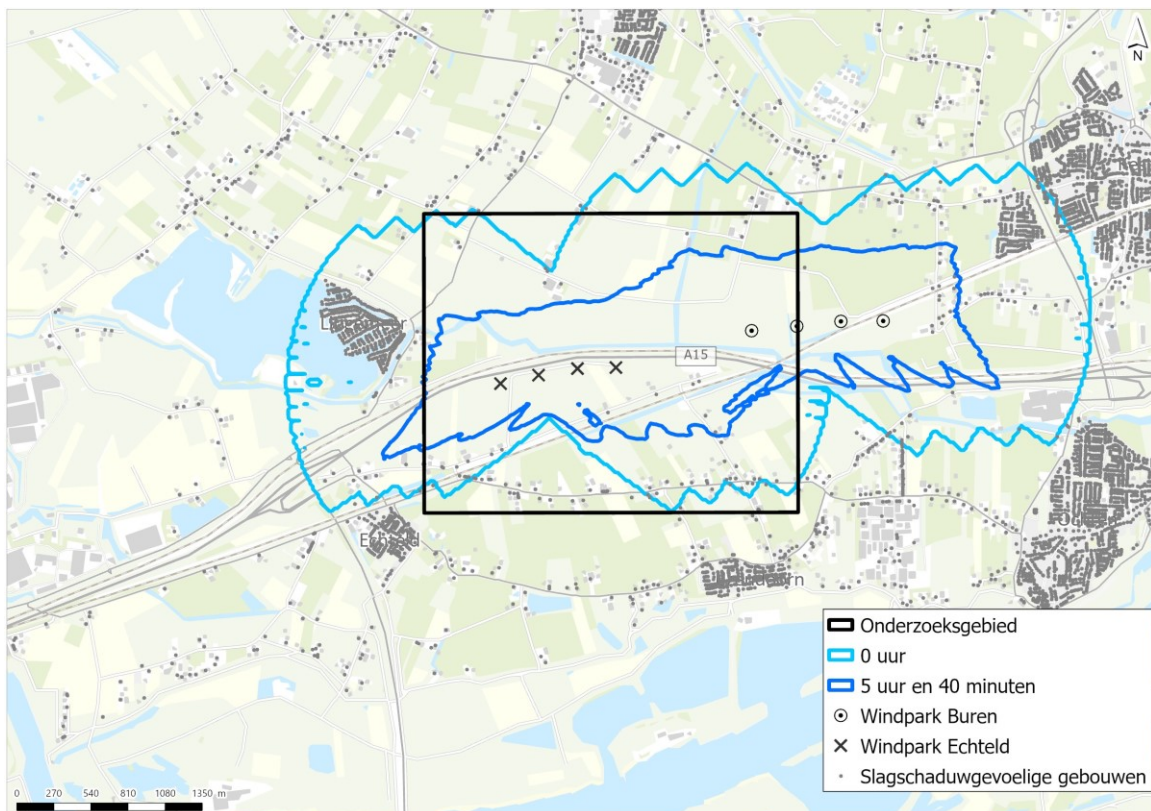 N
A15
Echteld
Onderzoeksgebied
0 uur
5 uur en 40 minuten
Windpark Buren
Windpark Echteld
Slagschaduwgevoelige gebouwen
0 270 540 810 1080 1350 m